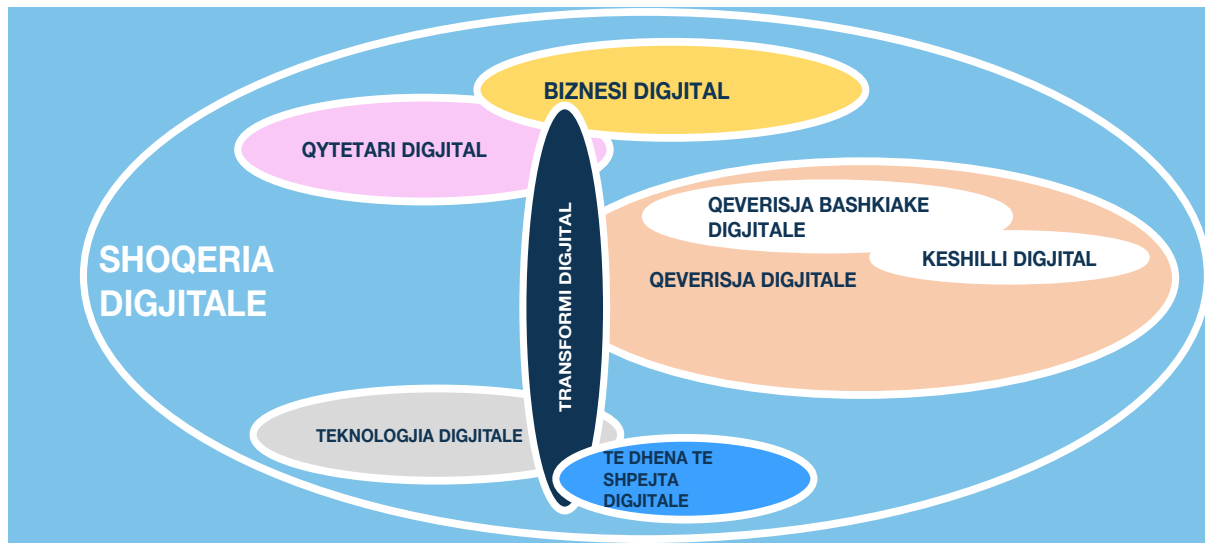 BIZNESI DIGJITAL
QYTETARI DIGJITAL
QEVERISJA BASHKIAKE
DIGJITALE
KESHILLI DIGJITAL
QEVERISJA DIGJITALE
SHOQERIA
DIGJITALE
TRANSFORMI DIGJITAL
TEKNOLOGJIA DIGJITALE
TE DHENA TE
SHPEJTA
DIGJITALE